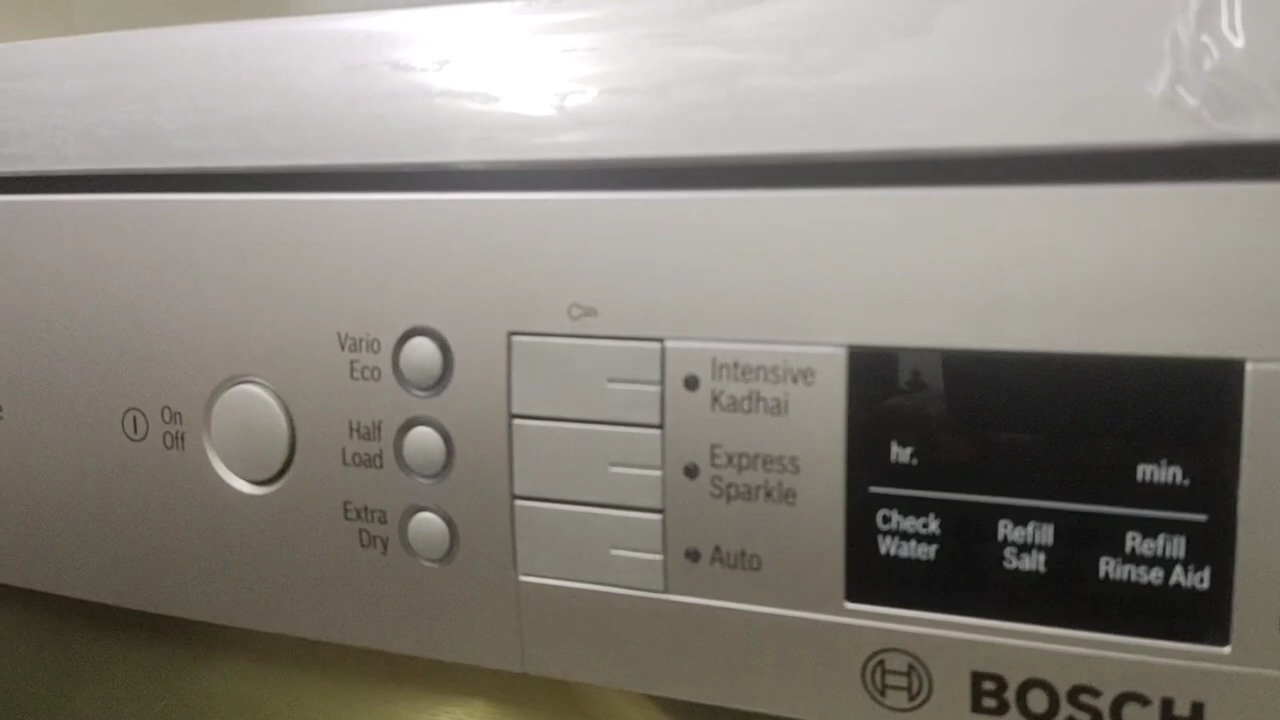 On
Off
Vario
Eco
Half
Load
Extra
Dry
Intensive
Kadhai
Express
Sparkle
Auto
hr.
min.
Check
Water
Refill
Salt
Refill
Rinse Aid
BOSCH